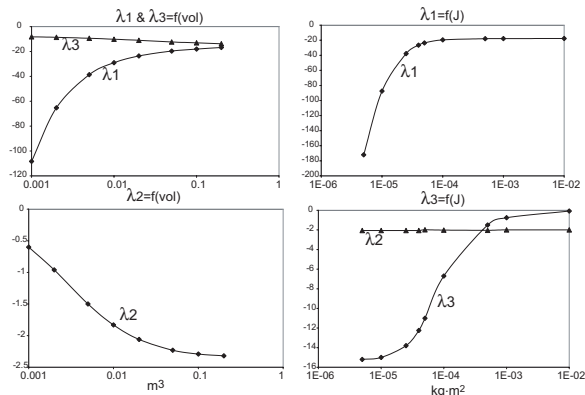 λ1 & λ3=f(vol)
0
-20
-40
-60
-80
-100
-120
λ3
λ1
0.001
0.01
0.1
1
λ1=f(J)
0
-20
-40
-60
-80
-100
-120
-140
-160
-180
-200
λ1
1E-06
1E-05
1E-04
1E-03
1E-02
λ2=f(vol)
0
-0.5
-1
-1.5
-2
-2.5
λ2
0.001
0.01
0.1
1
m³
λ3=f(J)
0
-2
-4
-6
-8
-10
-12
-14
-16
λ2
λ3
1E-06
1E-05
1E-04
1E-03
1E-02
kg·m²